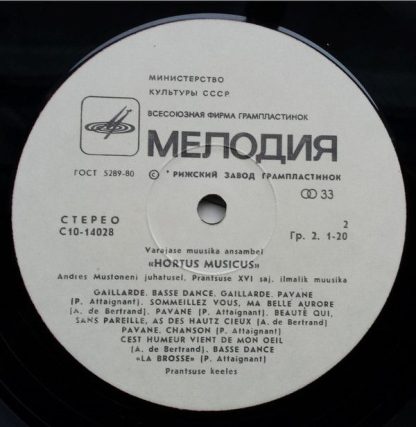 МИНИСТЕРСТВО
КУЛЬТУРЫ СССР
ВСЕСОЮЗНАЯ ФИРМА ГРАМПЛАСТИНОК
МЕЛОДИЯ
ГОСТ 5289-80
© "РИЖСКИЙ ЗАВОД ГРАМПЛАСТИНОК
33
СТЕРЕО
2
С10-14028
Гр. 2. 1-20
Varajase muusika ansambel
«HORTUS MUSICUS»
Andres Mustoneni juhatusel. Prantsuse XVI saj. ilmalik muusika
GAILLARDE. BASSE DANCE, GAILLARDE, PAVANE
(P. Attaignant). SOMMEILLEZ VOUS, MA BELLE AURORE
(A. de Bertrand). PAVANE (P. Attaignant). BEAUTÉ QUI,
SANS PAREILLE, AS DES HAUTZ CIEUX (A. de Bertrand)
PAVANE, CHANSON (P. Attaignant)
CEST HUMEUR VIENT DE MON OEIL
(A. de Bertrand), BASSE DANCE
«LA BROSSE» (P. Attaignant)
Prantsuse keeles